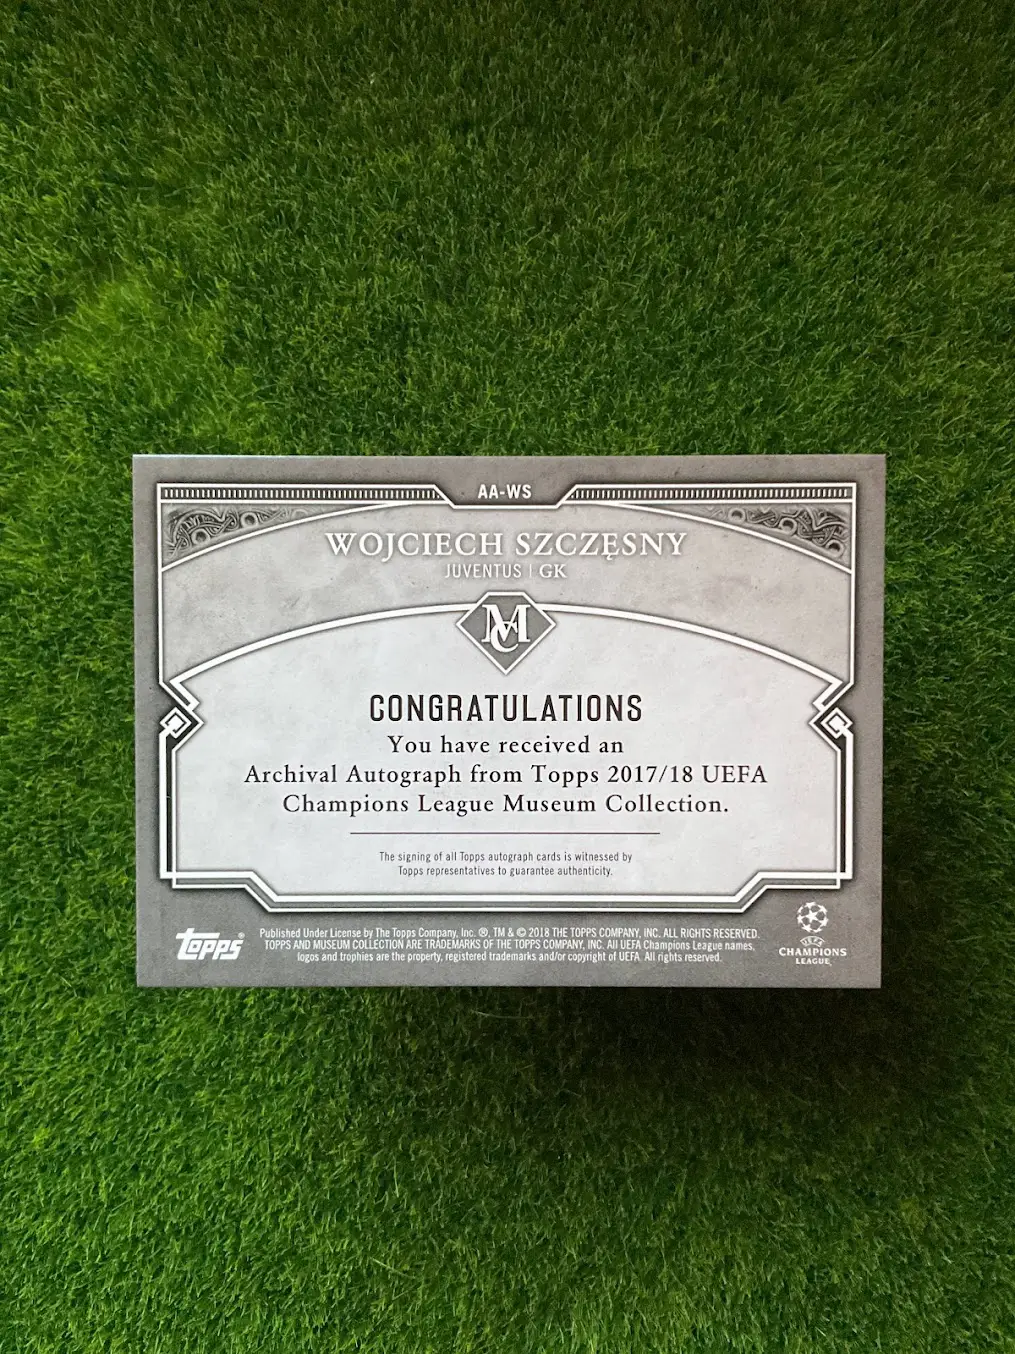 AA-WS
WOJCIECH SZCZĘSNY
JUVENTUS | GK
MC
CONGRATULATIONS
You have received an
Archival Autograph from Topps 2017/18 UEFA
Champions League Museum Collection.
The signing of all Topps autograph cards is witnessed by
Topps representatives to guarantee authenticity.
Topps®
Published Under License by The Topps Company, Inc. ®, TM & © 2018 THE TOPPS COMPANY, INC. ALL RIGHTS RESERVED.
TOPPS AND MUSEUM COLLECTION ARE TRADEMARKS OF THE TOPPS COMPANY, INC. All UEFA Champions League names,
logos and trophies are the property, registered trademarks and/or copyright of UEFA. All rights reserved.
UEFA
CHAMPIONS
LEAGUE